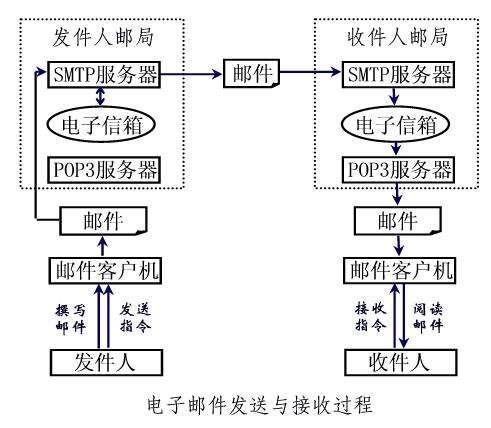 发件人邮局
收件人邮局
SMTP服务器
邮件
SMTP服务器
电子信箱
电子信箱
POP3服务器
POP3服务器
邮件
邮件
邮件客户机
邮件客户机
撰写
邮件
发送
指令
接收
指令
阅读
邮件
发件人
收件人
电子邮件发送与接收过程